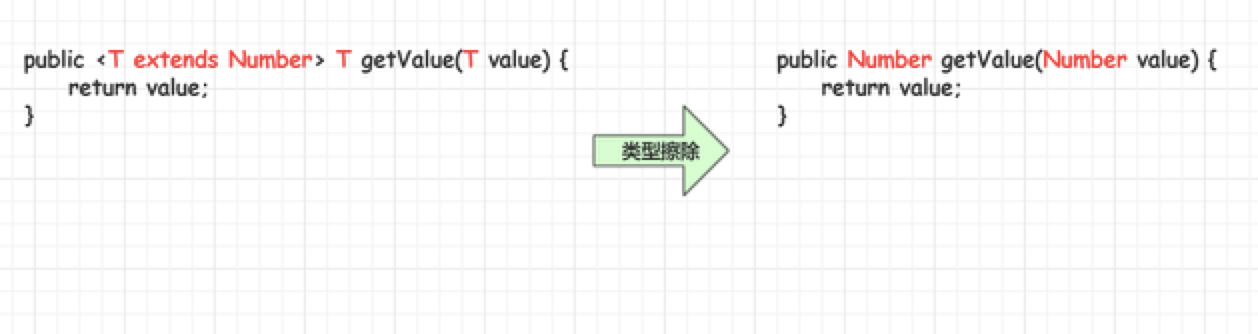 public <T extends Number> T getValue(T value) {
return value;
}
类型擦除
public Number getValue(Number value) {
return value;
}